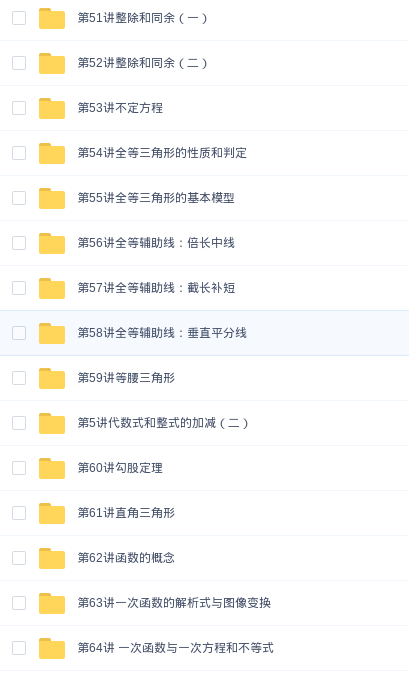 第51讲整除和同余（一）
第52讲整除和同余（二）
第53讲不定方程
第54讲全等三角形的性质和判定
第55讲全等三角形的基本模型
第56讲全等辅助线：倍长中线
第57讲全等辅助线：截长补短
第58讲全等辅助线：垂直平分线
第59讲等腰三角形
第5讲代数式和整式的加减（二）
第60讲勾股定理
第61讲直角三角形
第62讲函数的概念
第63讲一次函数的解析式与图像变换
第64讲 一次函数与一次方程和不等式